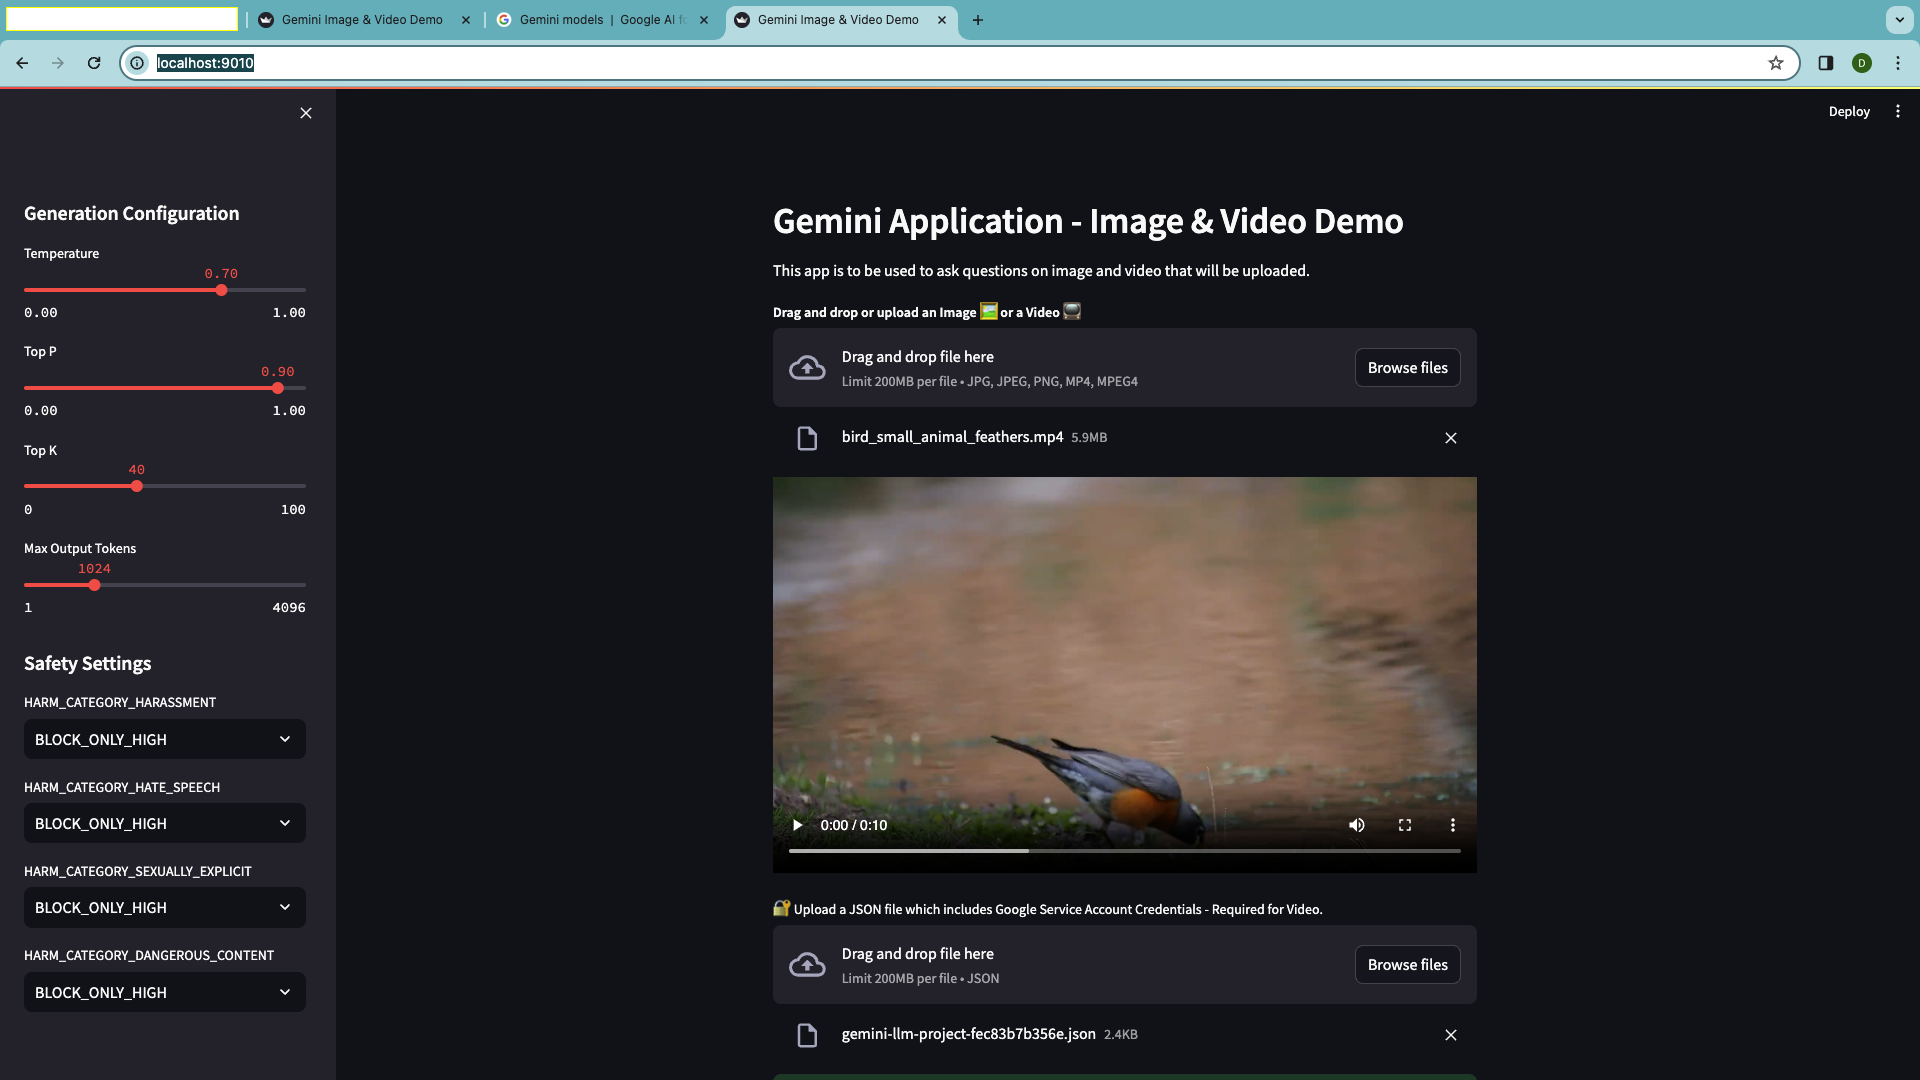 Gemini Image & Video Demo
Gemini models | Google AI fo
Gemini Image & Video Demo
localhost:9010
D
Deploy
Generation Configuration
Temperature
0.70
0.00 1.00
Top P
0.90
0.00 1.00
Top K
40
0 100
Max Output Tokens
1024
1 4096
Safety Settings
HARM_CATEGORY_HARASSMENT
BLOCK_ONLY_HIGH
HARM_CATEGORY_HATE_SPEECH
BLOCK_ONLY_HIGH
HARM_CATEGORY_SEXUALLY_EXPLICIT
BLOCK_ONLY_HIGH
HARM_CATEGORY_DANGEROUS_CONTENT
BLOCK_ONLY_HIGH
Gemini Application - Image & Video Demo
This app is to be used to ask questions on image and video that will be uploaded.
Drag and drop or upload an Image 🖼️ or a Video 📺
Drag and drop file here
Limit 200MB per file • JPG, JPEG, PNG, MP4, MPEG4
Browse files
bird_small_animal_feathers.mp4 5.9MB
0:00 / 0:10
🔐 Upload a JSON file which includes Google Service Account Credentials - Required for Video.
Drag and drop file here
Limit 200MB per file • JSON
Browse files
gemini-llm-project-fec83b7b356e.json 2.4KB